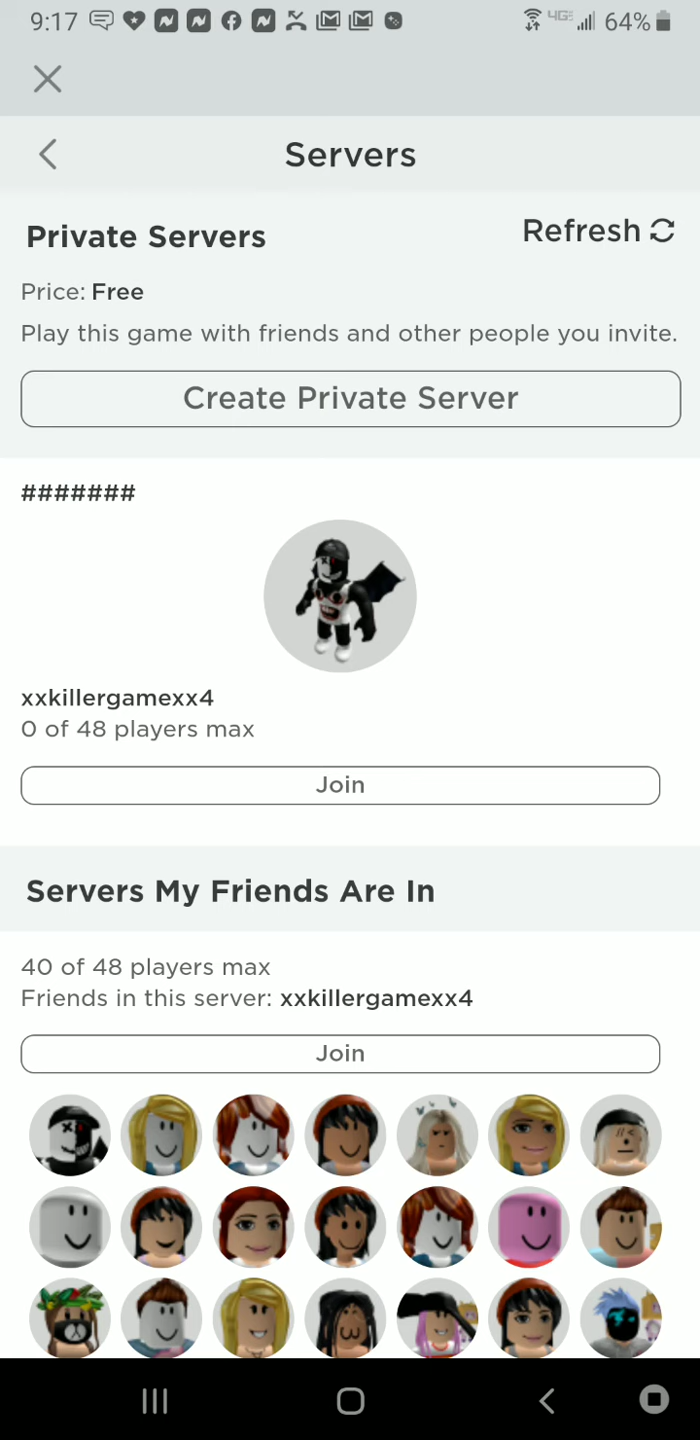 9:17
4GE
64%
Servers
Private Servers
Refresh
Price: Free
Play this game with friends and other people you invite.
Create Private Server
#######
xxkillergamexx4
0 of 48 players max
Join
Servers My Friends Are In
40 of 48 players max
Friends in this server: xxkillergamexx4
Join